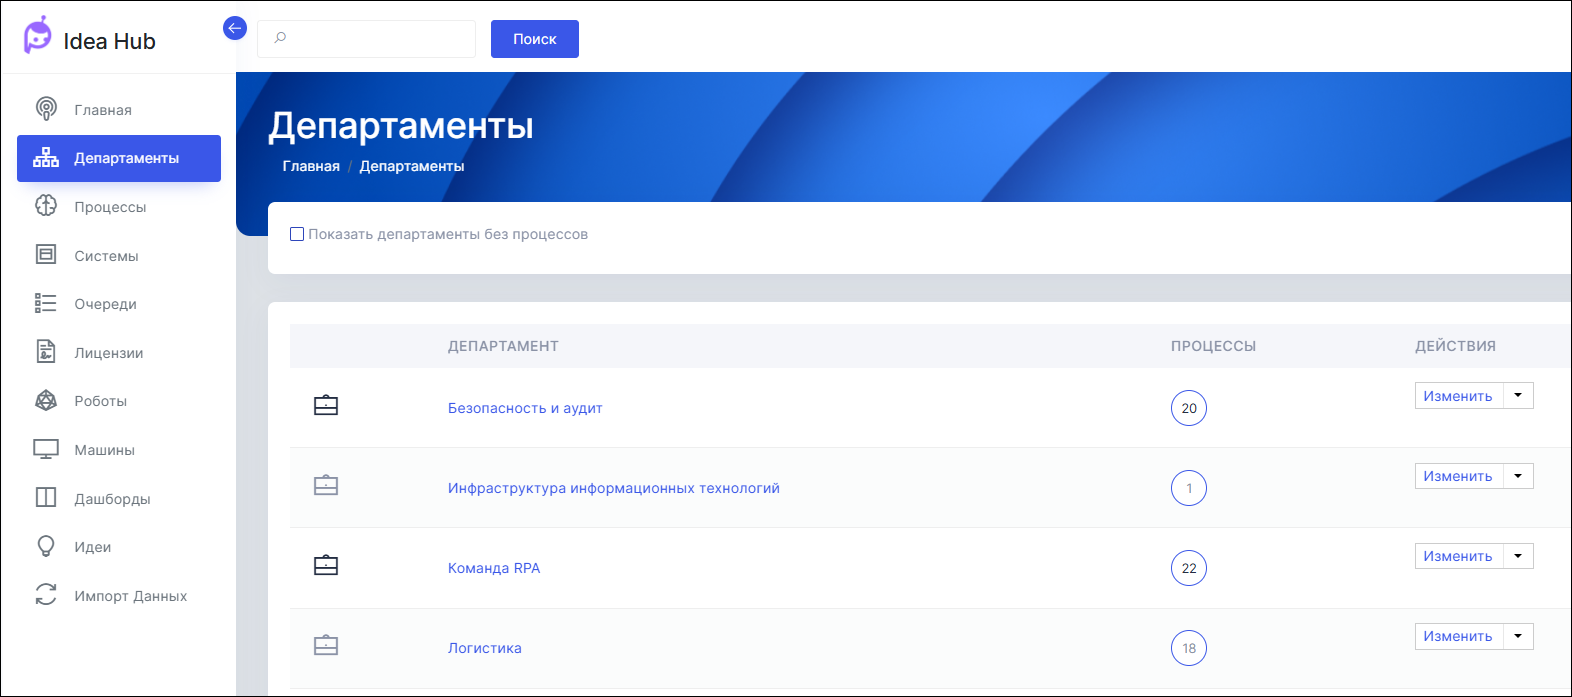 Idea Hub
Поиск
Главная
Департаменты
Процессы
Системы
Очереди
Лицензии
Роботы
Машины
Дашборды
Идеи
Импорт Данных
Департаменты
Главная / Департаменты
Показать департаменты без процессов
ДЕПАРТАМЕНТ ПРОЦЕССЫ ДЕЙСТВИЯ
Безопасность и аудит 20 Изменить
Инфраструктура информационных технологий 1 Изменить
Команда RPA 22 Изменить
Логистика 18 Изменить